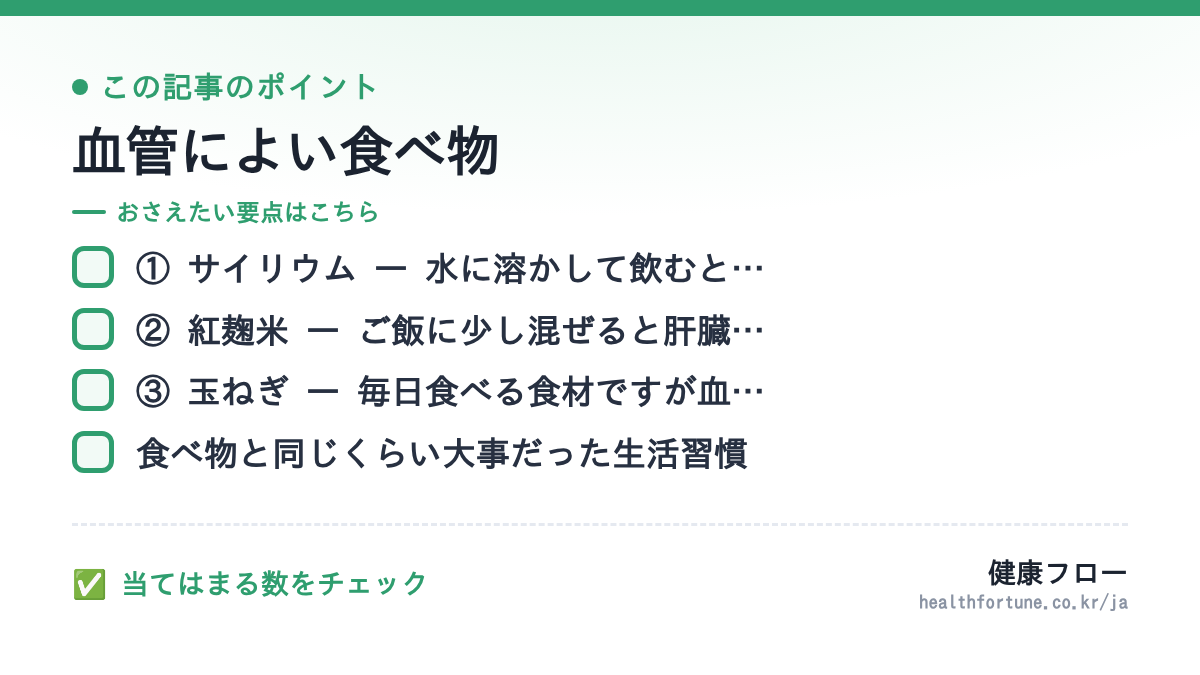 この記事のポイント
血管によい食べ物
おさえたい要点はこちら
① サイリウム — 水に溶かして飲むと…
② 紅麹米 — ご飯に少し混ぜると肝臓…
③ 玉ねぎ — 毎日食べる食材ですが血…
食べ物と同じくらい大事だった生活習慣
✅ 当てはまる数をチェック
健康フロー
healthfortune.co.kr/ja